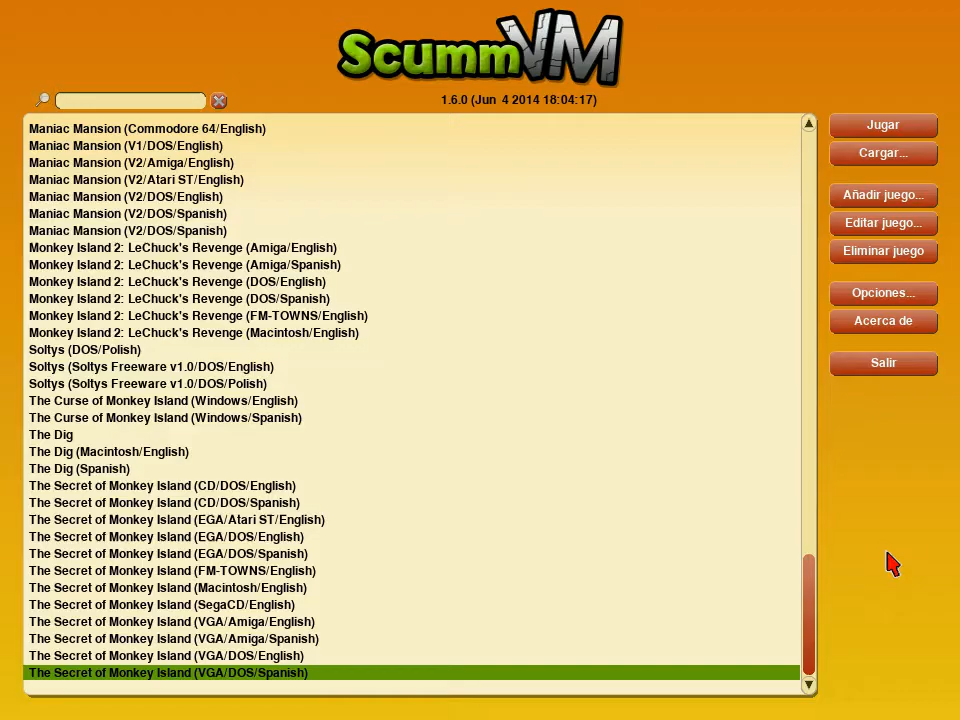 ScummVM
1.6.0 (Jun 4 2014 18:04:17)
Maniac Mansion (Commodore 64/English)
Maniac Mansion (V1/DOS/English)
Maniac Mansion (V2/Amiga/English)
Maniac Mansion (V2/Atari ST/English)
Maniac Mansion (V2/DOS/English)
Maniac Mansion (V2/DOS/Spanish)
Maniac Mansion (V2/DOS/Spanish)
Monkey Island 2: LeChuck's Revenge (Amiga/English)
Monkey Island 2: LeChuck's Revenge (Amiga/Spanish)
Monkey Island 2: LeChuck's Revenge (DOS/English)
Monkey Island 2: LeChuck's Revenge (DOS/Spanish)
Monkey Island 2: LeChuck's Revenge (FM-TOWNS/English)
Monkey Island 2: LeChuck's Revenge (Macintosh/English)
Soltys (DOS/Polish)
Soltys (Soltys Freeware v1.0/DOS/English)
Soltys (Soltys Freeware v1.0/DOS/Polish)
The Curse of Monkey Island (Windows/English)
The Curse of Monkey Island (Windows/Spanish)
The Dig
The Dig (Macintosh/English)
The Dig (Spanish)
The Secret of Monkey Island (CD/DOS/English)
The Secret of Monkey Island (CD/DOS/Spanish)
The Secret of Monkey Island (EGA/Atari ST/English)
The Secret of Monkey Island (EGA/DOS/English)
The Secret of Monkey Island (EGA/DOS/Spanish)
The Secret of Monkey Island (FM-TOWNS/English)
The Secret of Monkey Island (Macintosh/English)
The Secret of Monkey Island (SegaCD/English)
The Secret of Monkey Island (VGA/Amiga/English)
The Secret of Monkey Island (VGA/Amiga/Spanish)
The Secret of Monkey Island (VGA/DOS/English)
The Secret of Monkey Island (VGA/DOS/Spanish)
Jugar
Cargar...
Añadir juego...
Editar juego...
Eliminar juego
Opciones...
Acerca de
Salir